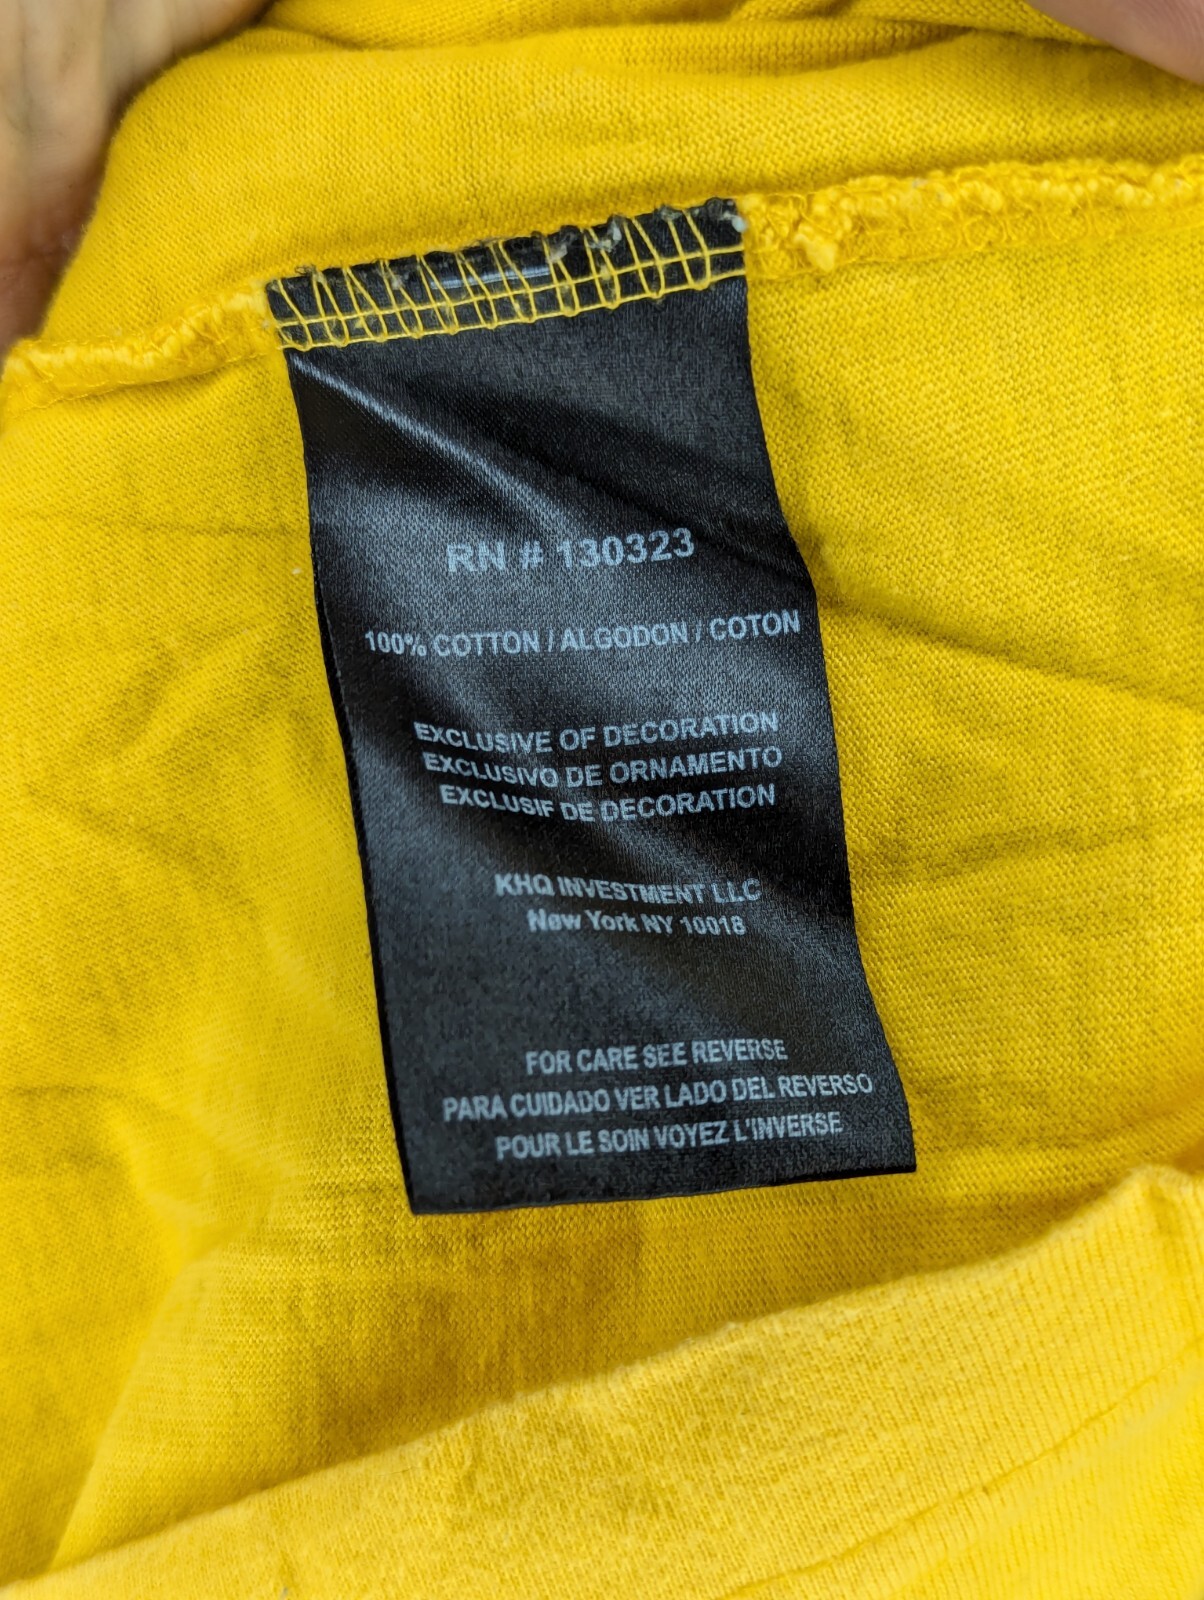 RN # 130323
100% COTTON / ALGODON / COTON
EXCLUSIVE OF DECORATION
EXCLUSIVO DE ORNAMENTO
EXCLUSIF DE DECORATION
KHQ INVESTMENT LLC
New York NY 10018
FOR CARE SEE REVERSE
PARA CUIDADO VER LADO DEL REVERSO
POUR LE SOIN VOYEZ L'INVERSE